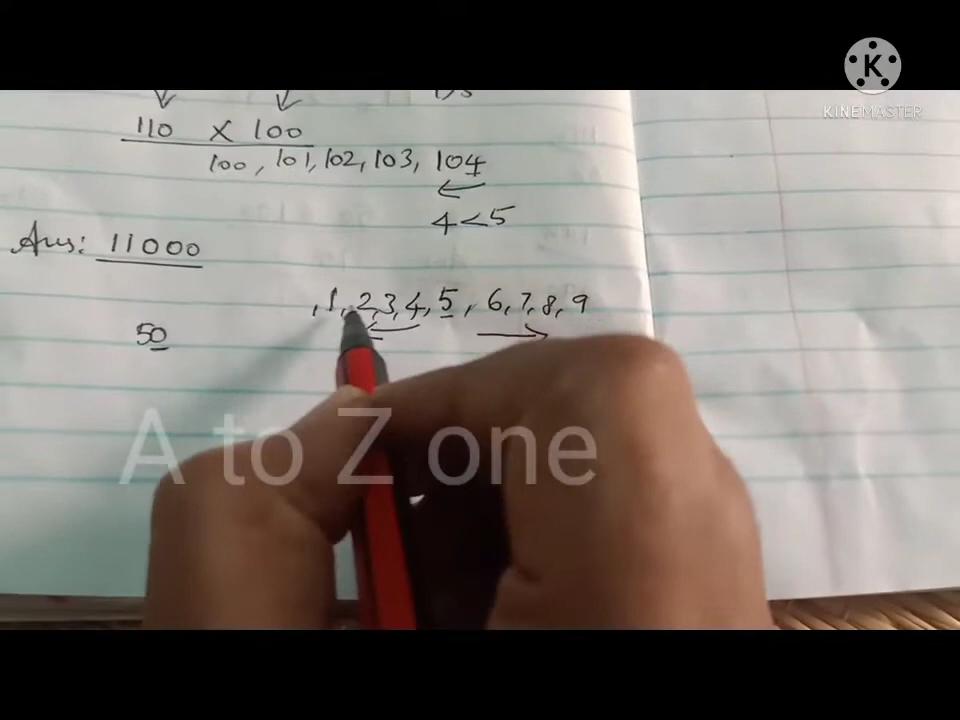 KINEMASTER
110 X 100
100, 101, 102, 103, 104
4<5
Ans: 11000
,1,2,3,4,5, 6,7,8,9
50
A to Z one